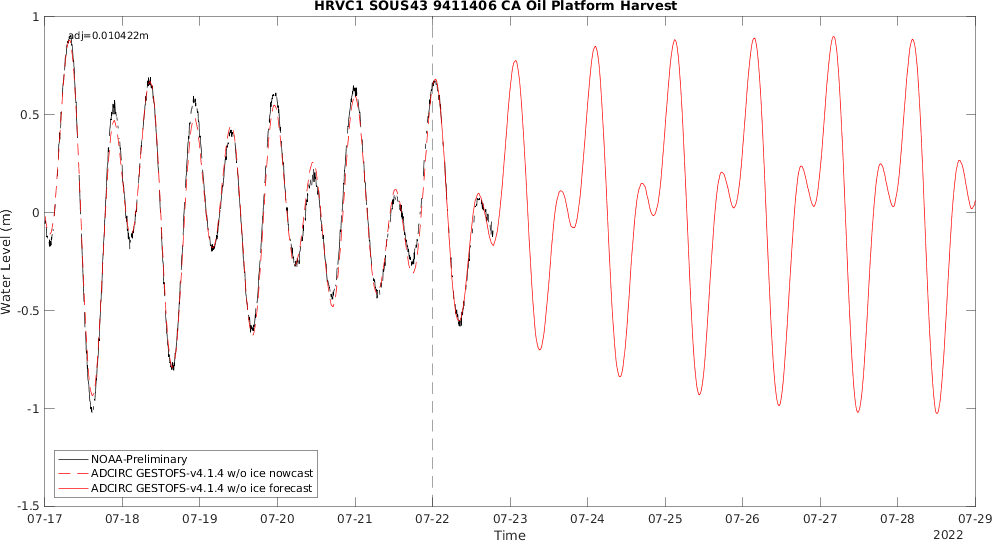 HRVC1 SOUS43 9411406 CA Oil Platform Harvest
adj=0.010422m
1
0.5
0
-0.5
-1
-1.5
Water Level (m)
NOAA-Preliminary
ADCIRC GESTOFS-v4.1.4 w/o ice nowcast
ADCIRC GESTOFS-v4.1.4 w/o ice forecast
07-17 07-18 07-19 07-20 07-21 07-22 07-23 07-24 07-25 07-26 07-27 07-28 07-29
Time
2022